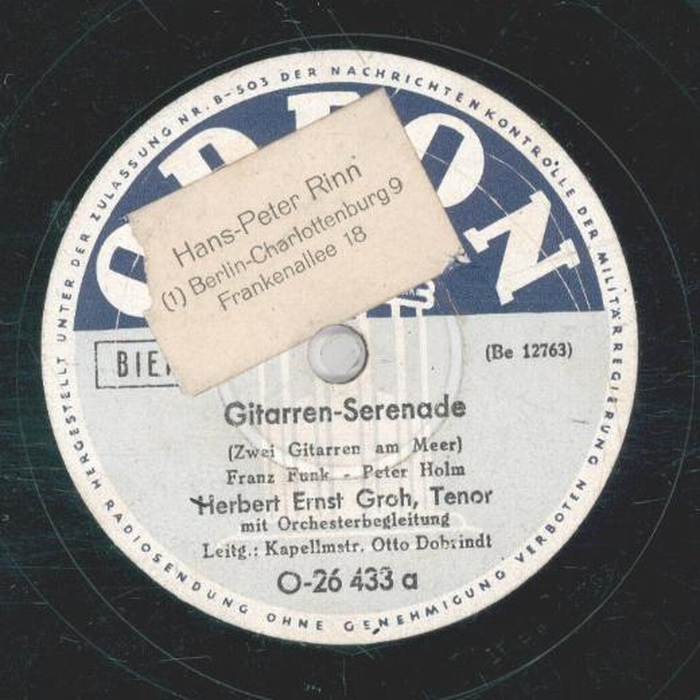 HERGESTELLT UNTER DER ZULASSUNG NR. B-503 DER NACHRICHTENKONTROLLE DER MILITÄRREGIERUNG
RADIOSENDUNG OHNE GENEHMIGUNG VERBOTEN
ODEON
Hans-Peter Rinn
(1) Berlin-Charlottenburg 9
Frankenallee 18
BIE
(Be 12763)
Gitarren-Serenade
(Zwei Gitarren am Meer)
Franz Funk - Peter Holm
Herbert Ernst Groh, Tenor
mit Orchesterbegleitung
Leitg.: Kapellmstr. Otto Dobrindt
O-26 433 a